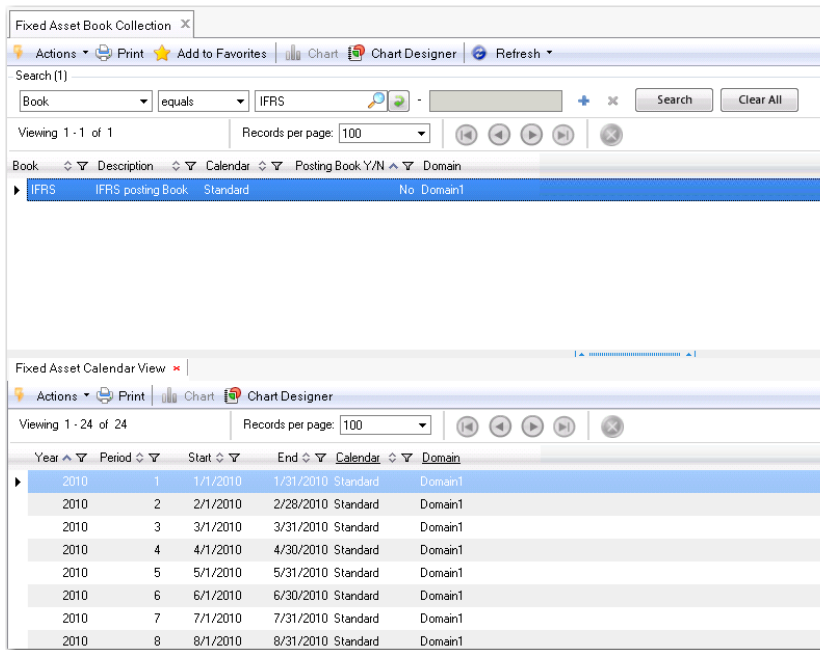 Fixed Asset Book Collection
Actions Print Add to Favorites Chart Chart Designer Refresh
Search (1)
Book equals IFRS - Search Clear All
Viewing 1 - 1 of 1 Records per page: 100
Book Description Calendar Posting Book Y/N Domain
IFRS IFRS posting Book Standard No Domain1
Fixed Asset Calendar View
Actions Print Chart Chart Designer
Viewing 1 - 24 of 24 Records per page: 100
Year Period Start End Calendar Domain
2010 1 1/1/2010 1/31/2010 Standard Domain1
2010 2 2/1/2010 2/28/2010 Standard Domain1
2010 3 3/1/2010 3/31/2010 Standard Domain1
2010 4 4/1/2010 4/30/2010 Standard Domain1
2010 5 5/1/2010 5/31/2010 Standard Domain1
2010 6 6/1/2010 6/30/2010 Standard Domain1
2010 7 7/1/2010 7/31/2010 Standard Domain1
2010 8 8/1/2010 8/31/2010 Standard Domain1